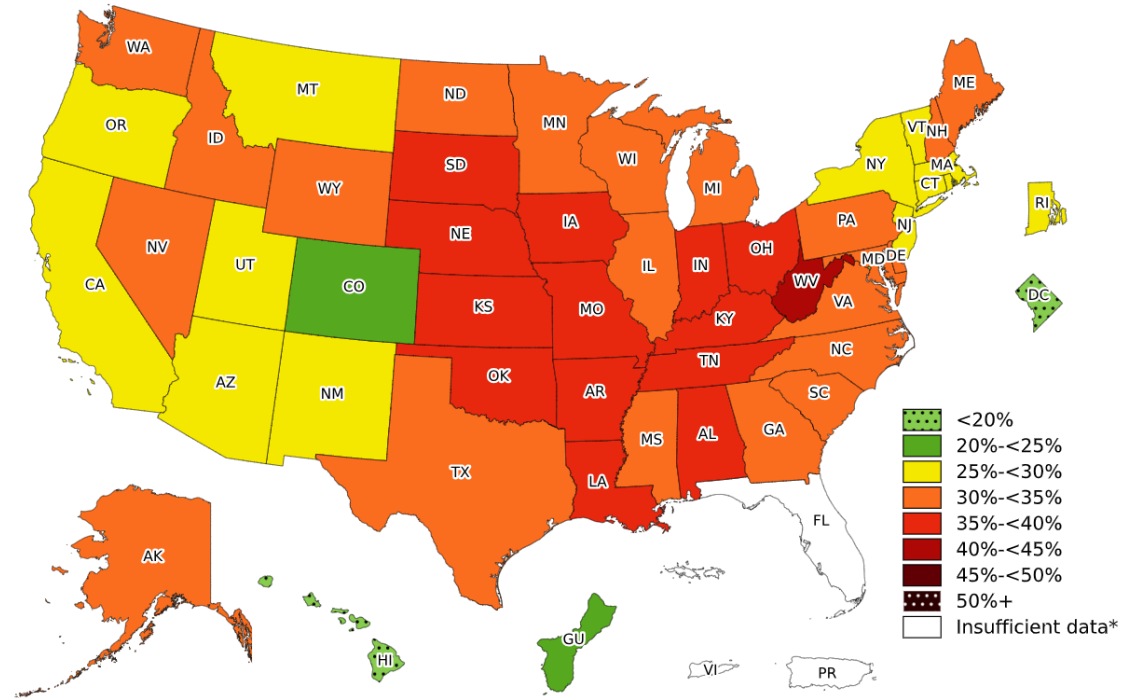 WA
MT
ND
MN
ME
OR
ID
VT
NH
WI
SD
NY
MA
WY
MI
CT
RI
PA
IA
NJ
NE
NV
OH
UT
MD
DE
IL
IN
CA
CO
WV
DC
VA
KS
MO
KY
NC
TN
OK
AZ
NM
AR
SC
GA
MS
AL
TX
LA
FL
AK
GU
HI
VI
PR
<20%
20%-<25%
25%-<30%
30%-<35%
35%-<40%
40%-<45%
45%-<50%
50%+
Insufficient data*